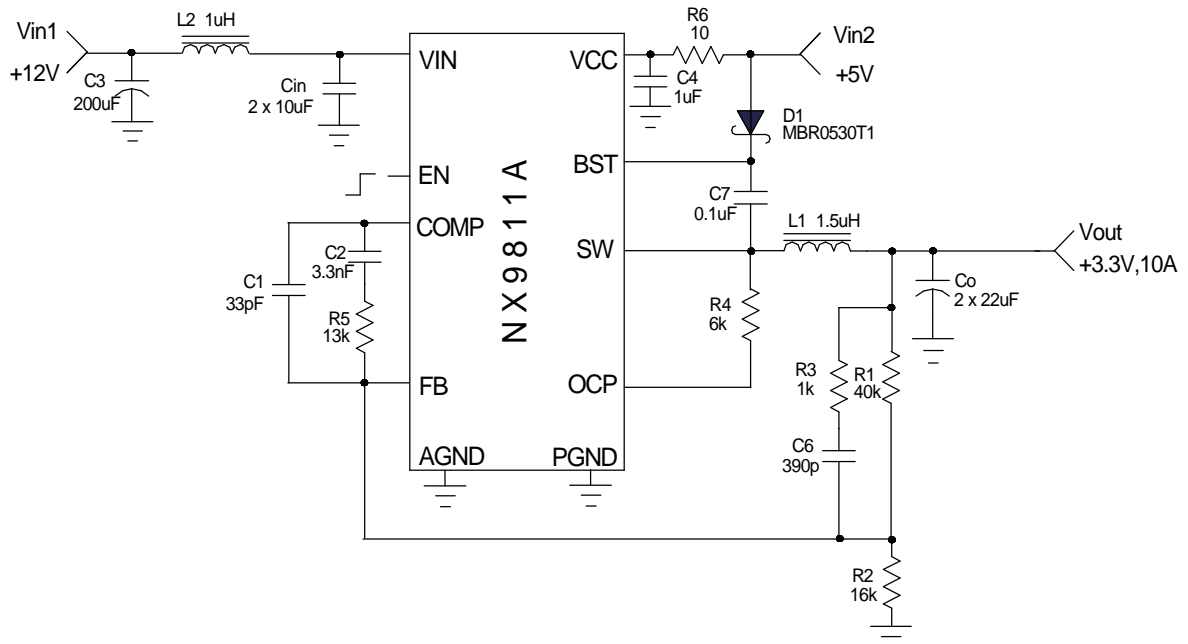 Vin1
+12V
L2 1uH
C3
200uF
Cin
2 x 10uF
VIN
EN
COMP
FB
AGND
PGND
NX9811A
VCC
BST
SW
OCP
R6
10
C4
1uF
Vin2
+5V
D1
MBR0530T1
C7
0.1uF
L1 1.5uH
Vout
+3.3V,10A
Co
2 x 22uF
R4
6k
C2
3.3nF
C1
33pF
R5
13k
R3
1k
R1
40k
C6
390p
R2
16k